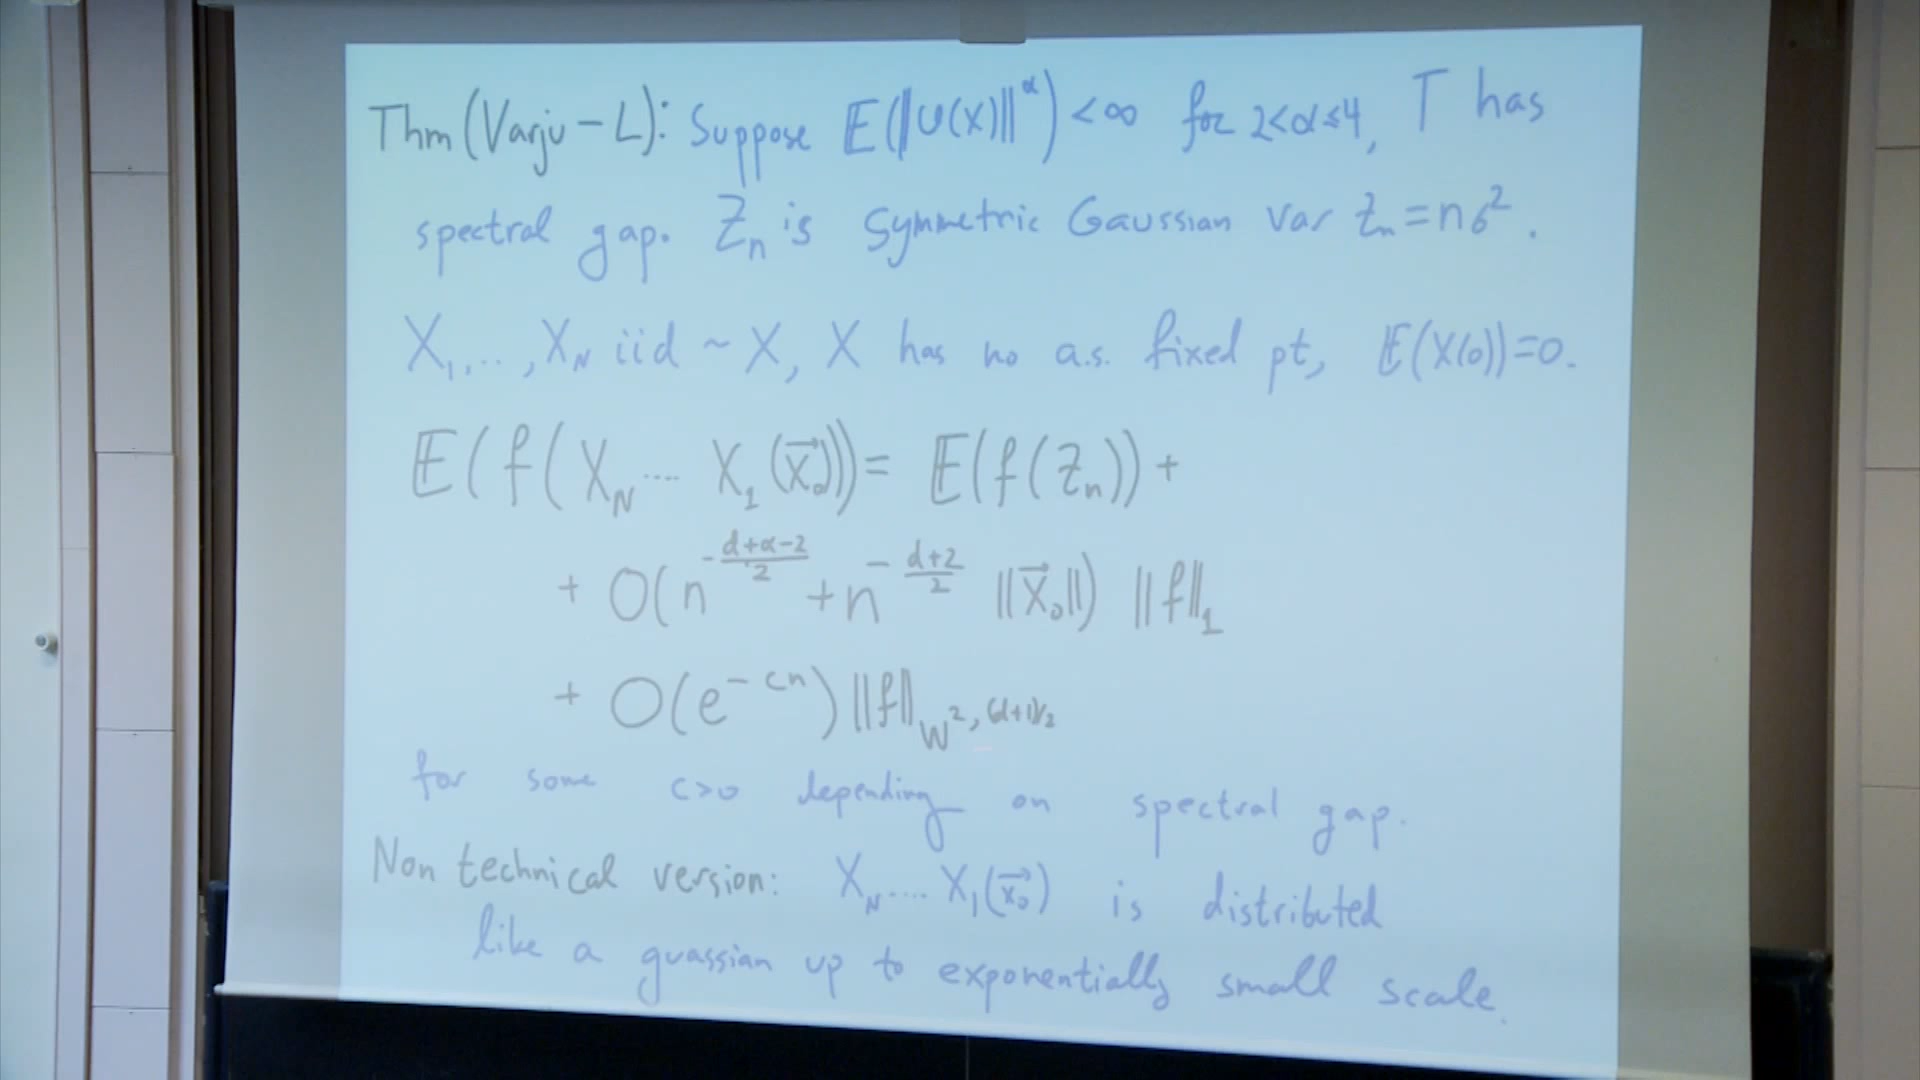 Thm (Varju - L): Suppose E(‖U(X)‖^α) < ∞ for 2<α≤4, T has
spectral gap. Z_n is symmetric Gaussian var Z_n = nσ².
X_1, .. , X_N iid ~ X, X has no a.s. fixed pt, E(X(0))=0.
E(f(X_N .... X_1(x⃗_0))= E(f(Z_n)) +
+ O(n^{-\frac{d+α-2}{2}} + n^{-\frac{d+2}{2}} ‖x⃗_0‖) ‖f‖_1
+ O(e^{-cn}) ‖f‖_{W^{2, (d+1)/2}}
for some c>0 depending on spectral gap.
Non technical version: X_N .... X_1(x⃗_0) is distributed
like a guassian up to exponentially small scale.